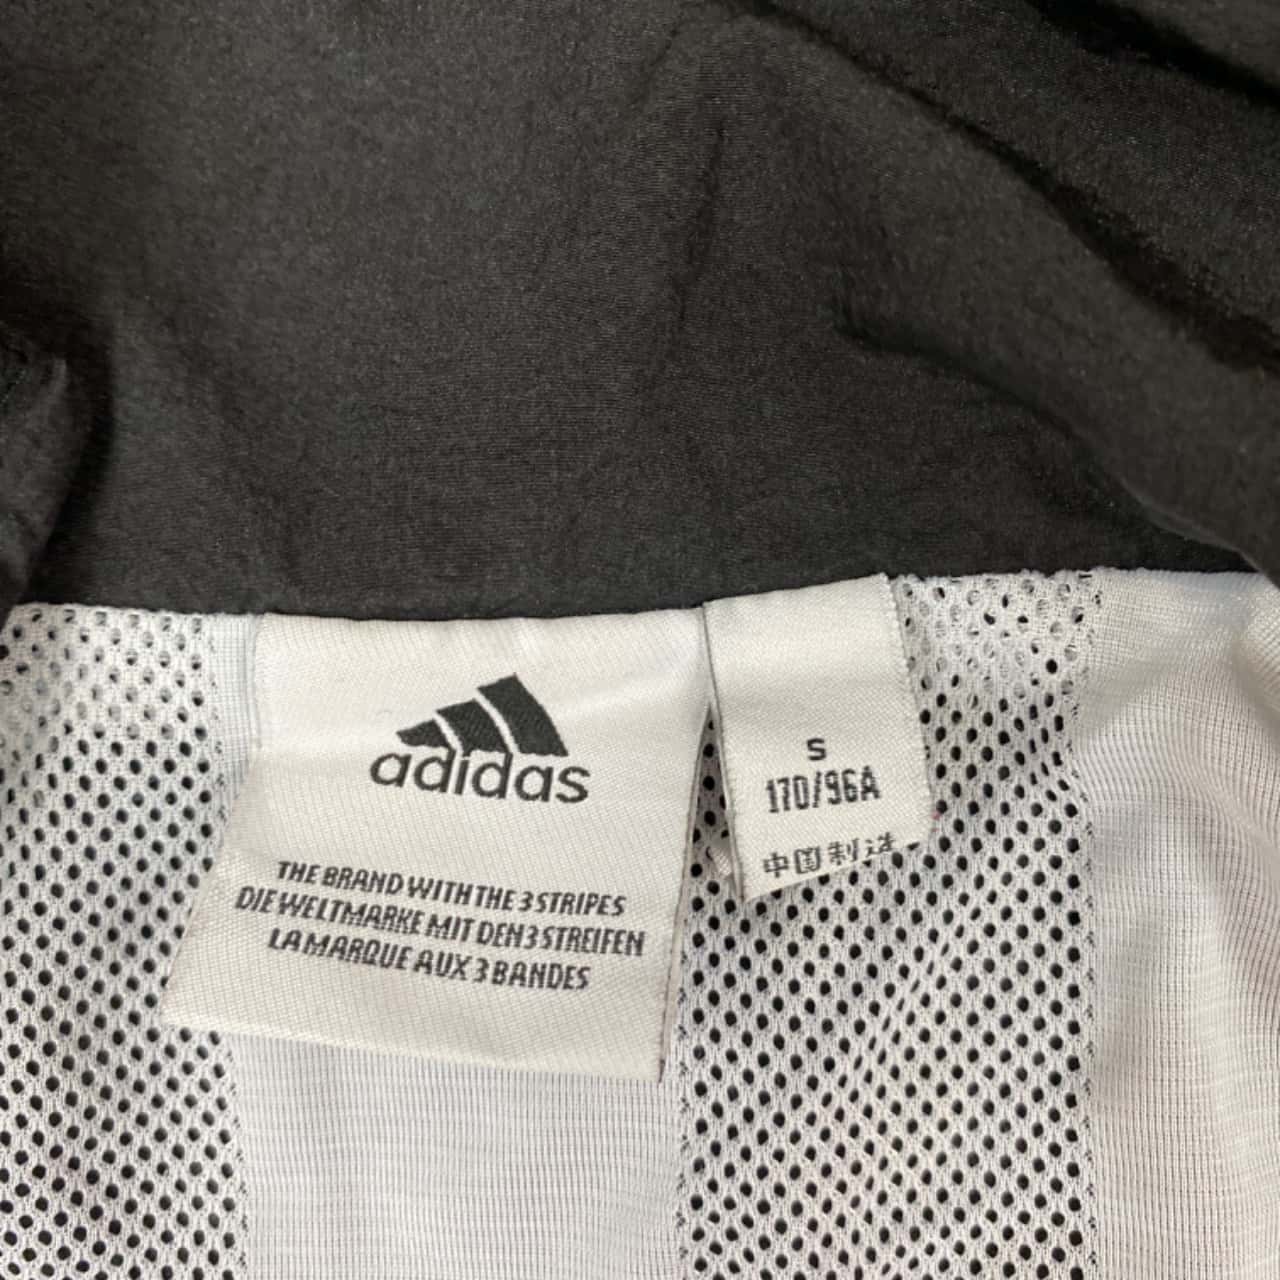 adidas
THE BRAND WITH THE 3 STRIPES
DIE WELTMARKE MIT DEN 3 STREIFEN
LA MARQUE AUX 3 BANDES
S
170/96A
中国制造